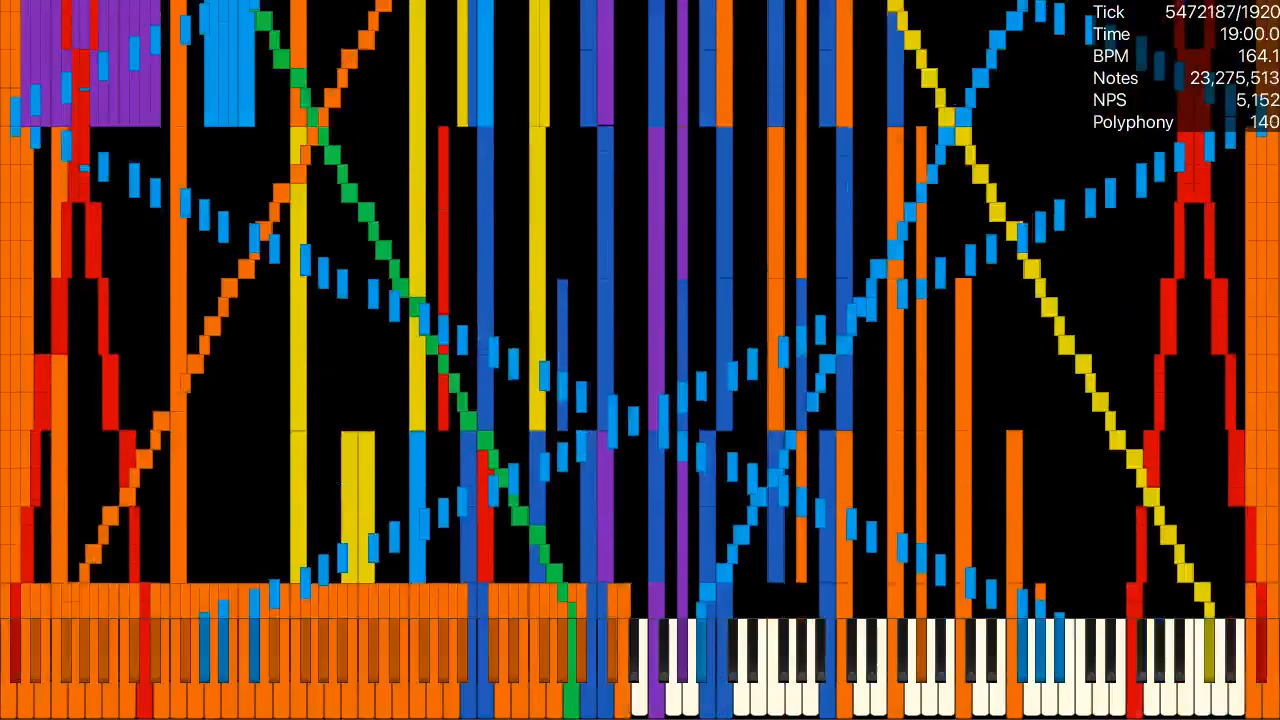 Tick 5472187/1920
Time 19:00.0
BPM 164.1
Notes 23,275,513
NPS 5,152
Polyphony 140